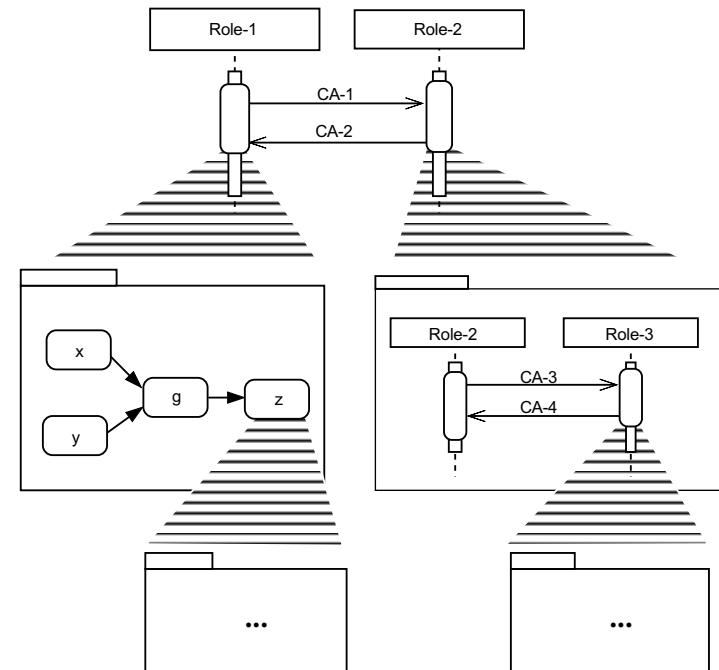 Role-1
Role-2
CA-1
CA-2
x
g
z
y
Role-2
Role-3
CA-3
CA-4
•••
•••